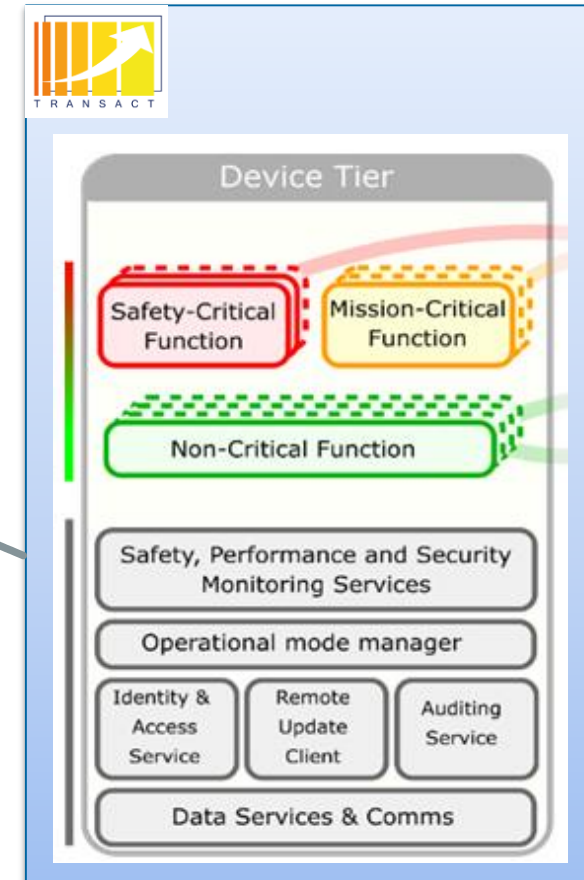 TRANSACT
Device Tier
Safety-Critical
Function
Mission-Critical
Function
Non-Critical Function
Safety, Performance and Security
Monitoring Services
Operational mode manager
Identity &
Access
Service
Remote
Update
Client
Auditing
Service
Data Services & Comms